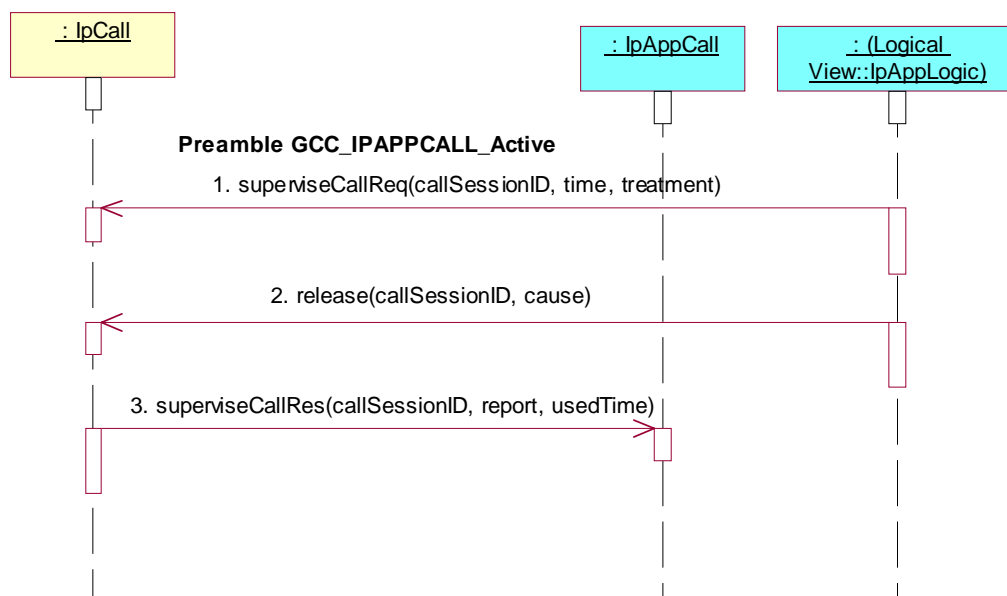 : IpCall
: IpAppCall
: (Logical
View::IpAppLogic)
Preamble GCC_IPAPPCALL_Active
1. superviseCallReq(callSessionID, time, treatment)
2. release(callSessionID, cause)
3. superviseCallRes(callSessionID, report, usedTime)